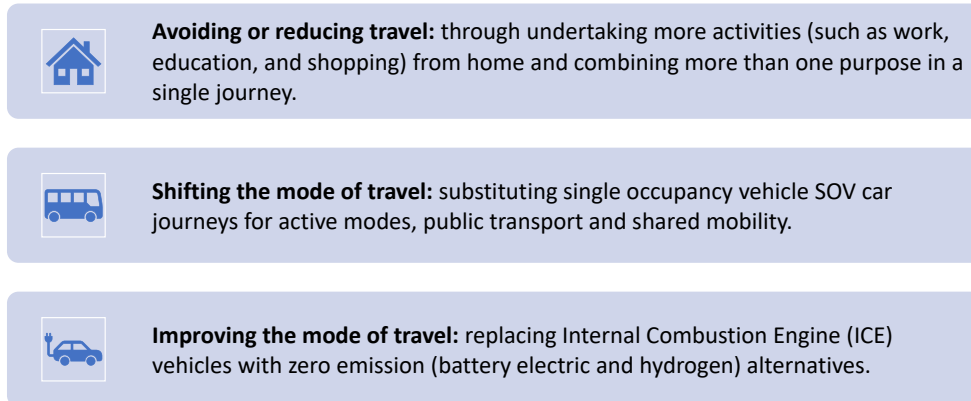 Avoiding or reducing travel: through undertaking more activities (such as work,
education, and shopping) from home and combining more than one purpose in a
single journey.
Shifting the mode of travel: substituting single occupancy vehicle SOV car
journeys for active modes, public transport and shared mobility.
Improving the mode of travel: replacing Internal Combustion Engine (ICE)
vehicles with zero emission (battery electric and hydrogen) alternatives.